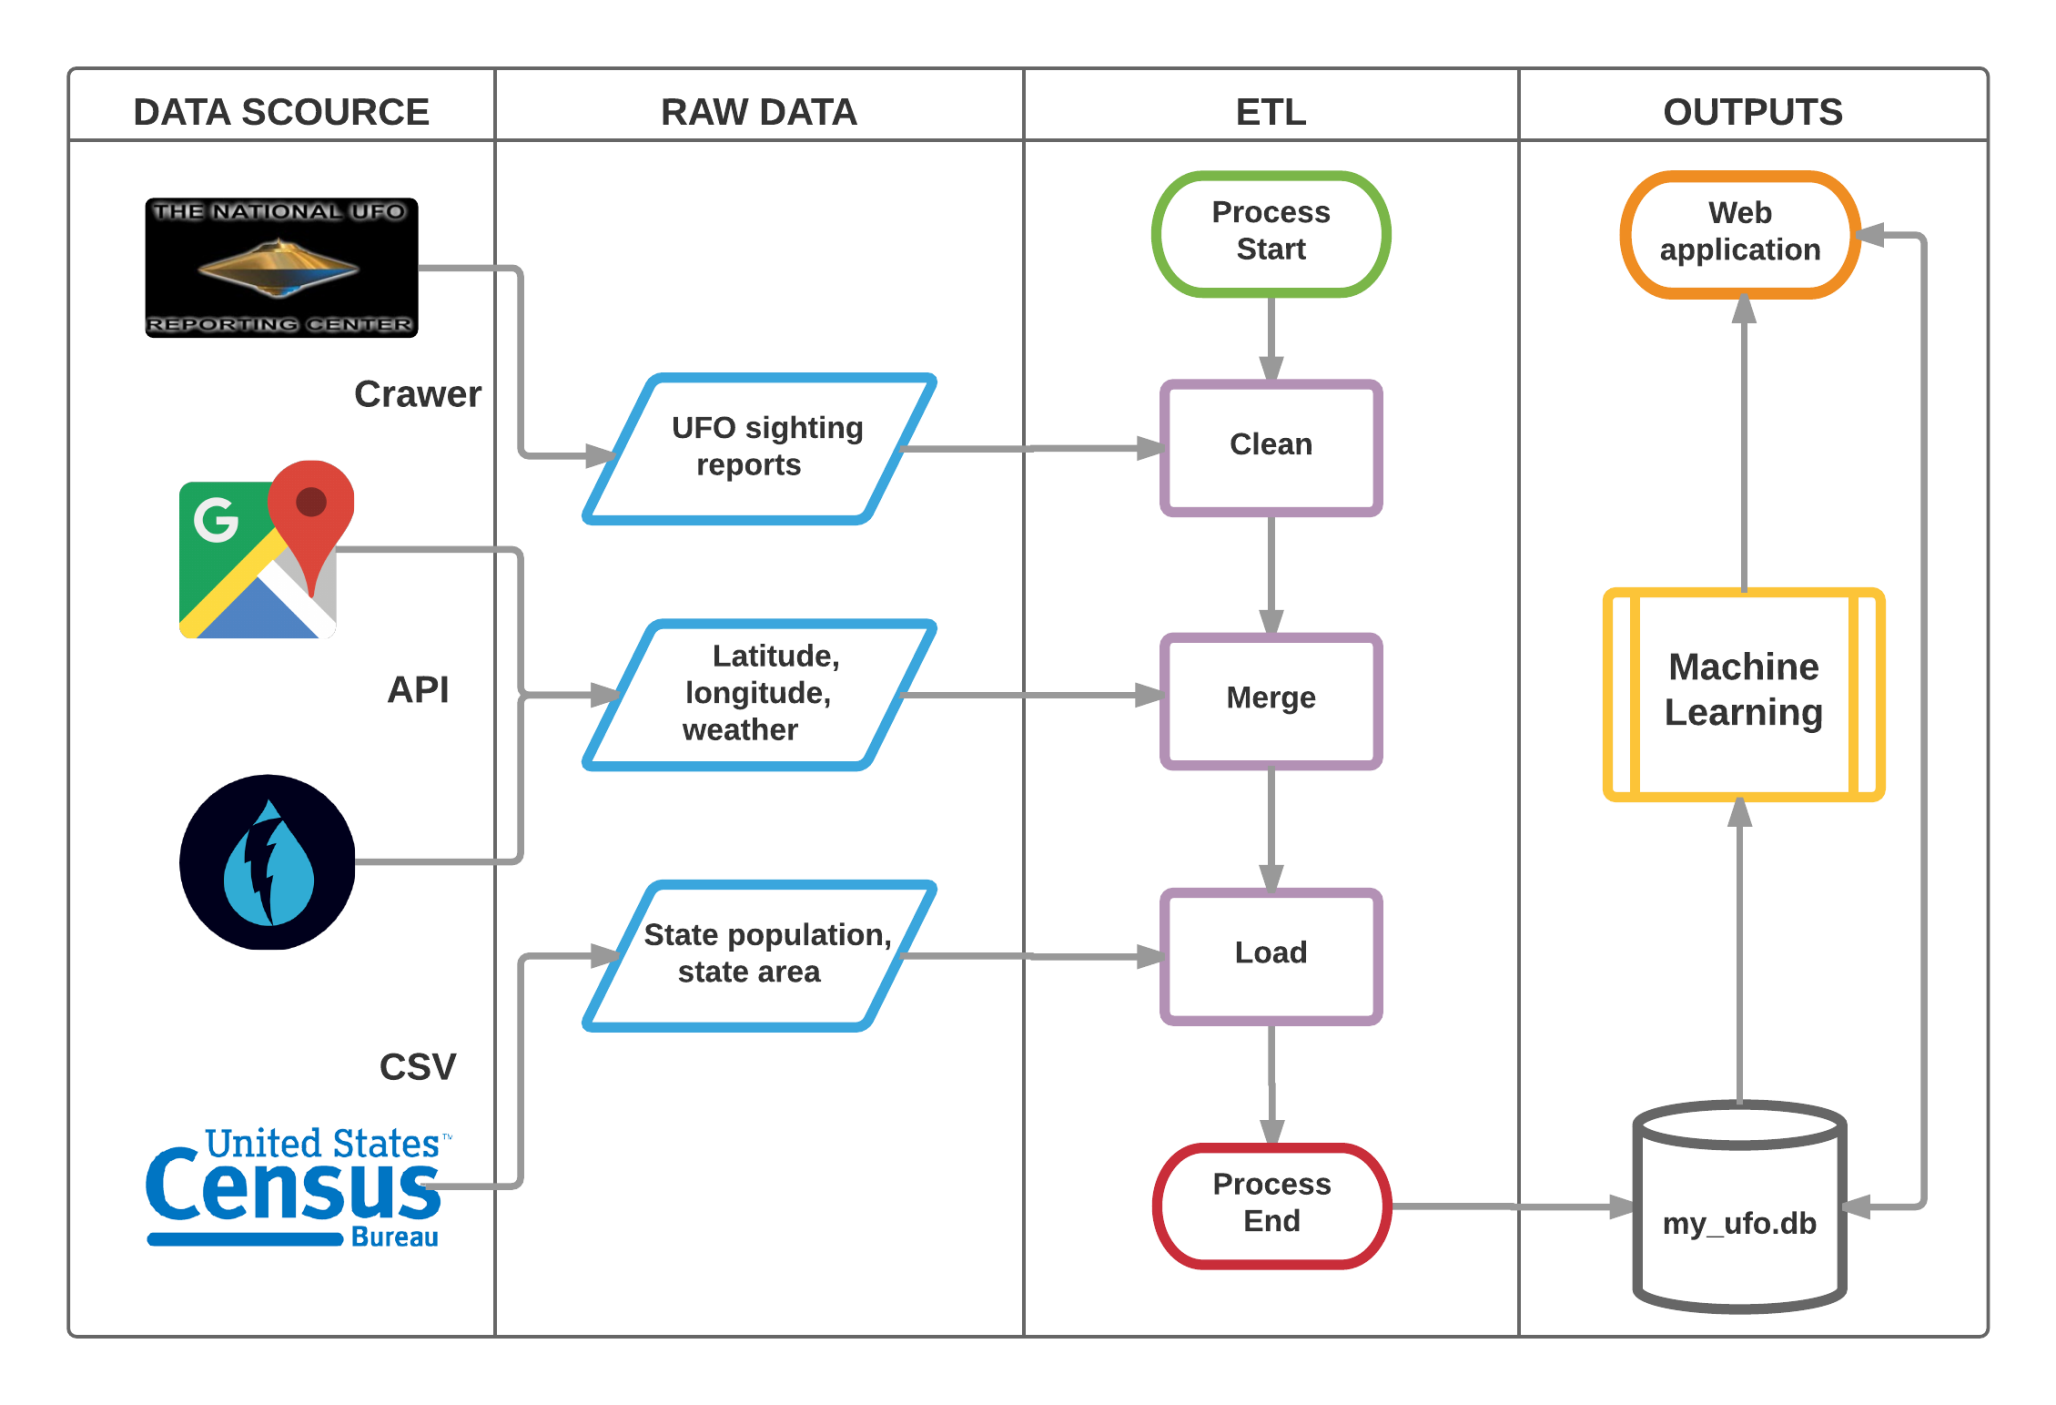 DATA SCOURCE
RAW DATA
ETL
OUTPUTS
THE NATIONAL UFO
REPORTING CENTER
Crawer
G
API
CSV
United States™
Census
Bureau
UFO sighting
reports
Latitude,
longitude,
weather
State population,
state area
Process
Start
Clean
Merge
Load
Process
End
Web
application
Machine
Learning
my_ufo.db